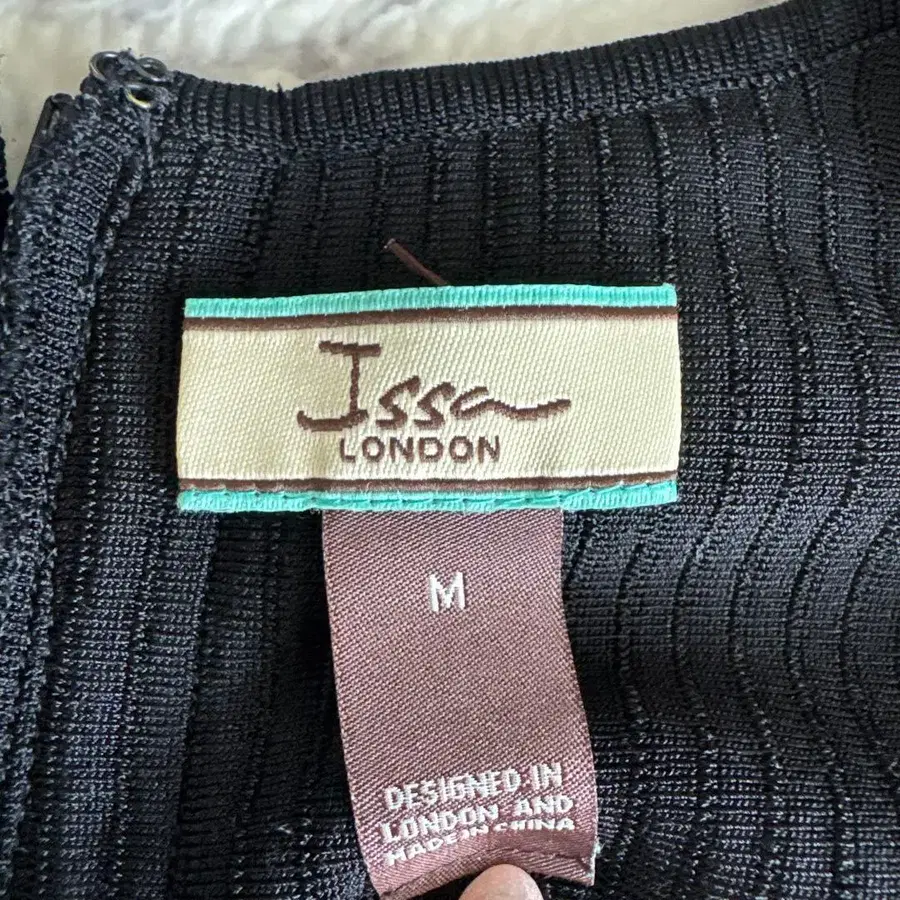 Issa
LONDON
M
DESIGNED IN
LONDON AND
MADE IN CHINA